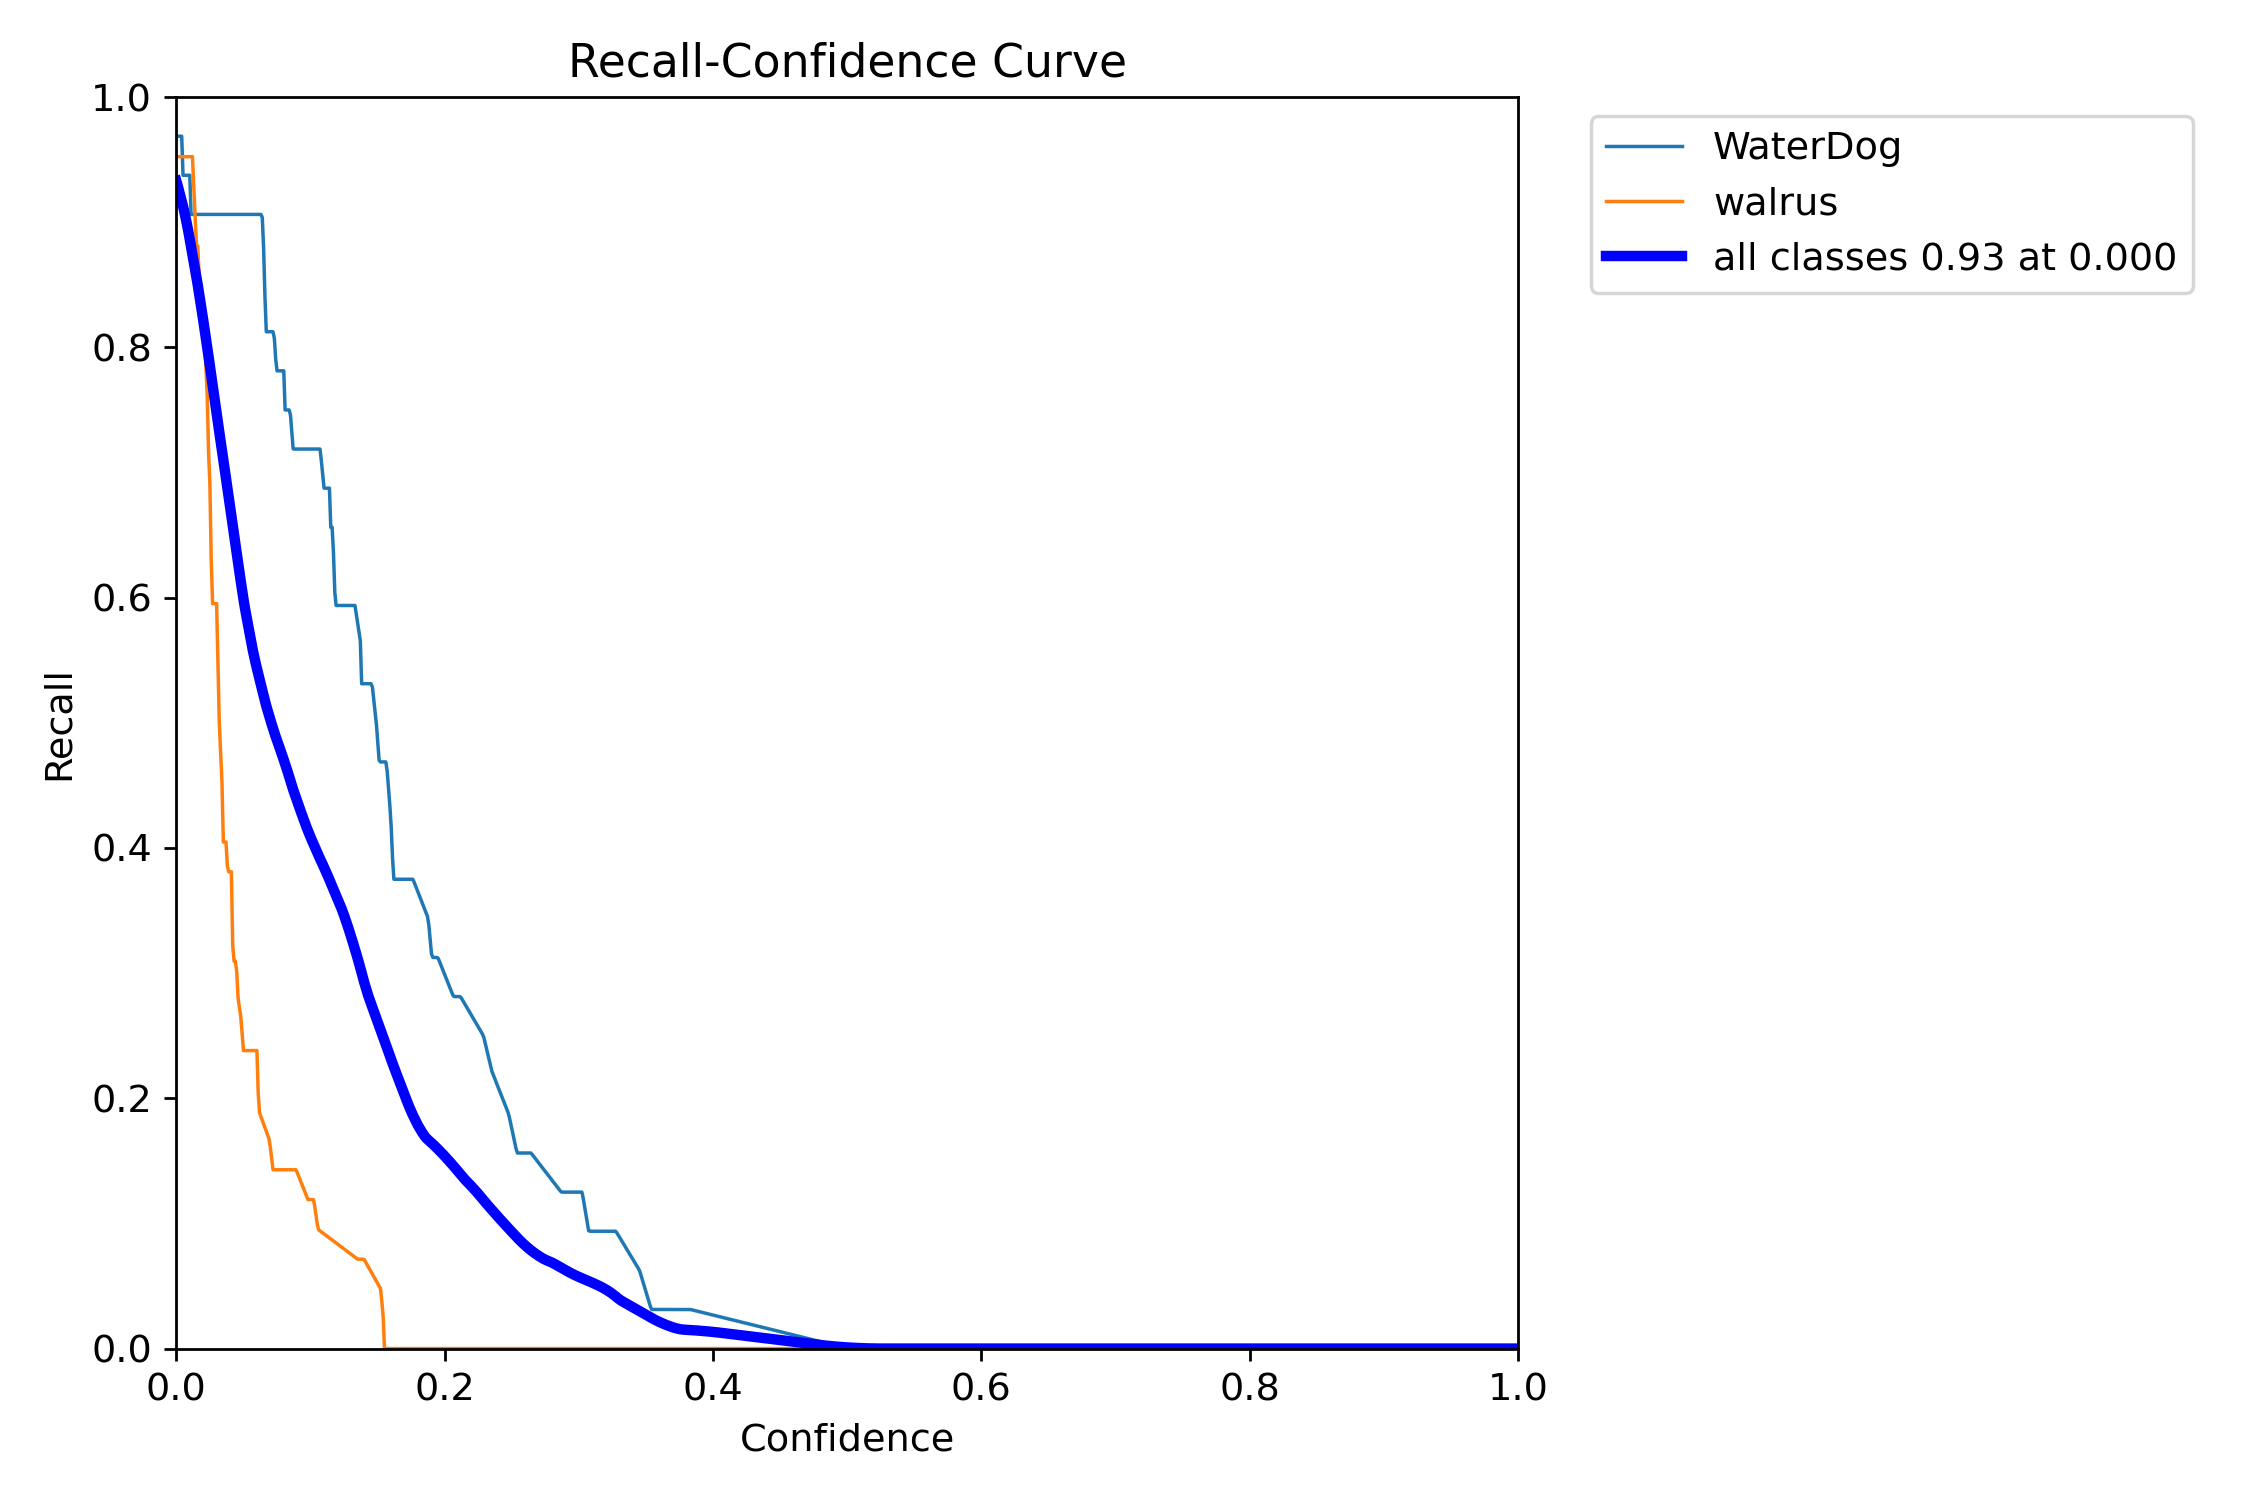 Recall-Confidence Curve
1.0
0.8
0.6
0.4
0.2
0.0
Recall
0.0 0.2 0.4 0.6 0.8 1.0
Confidence
WaterDog
walrus
all classes 0.93 at 0.000